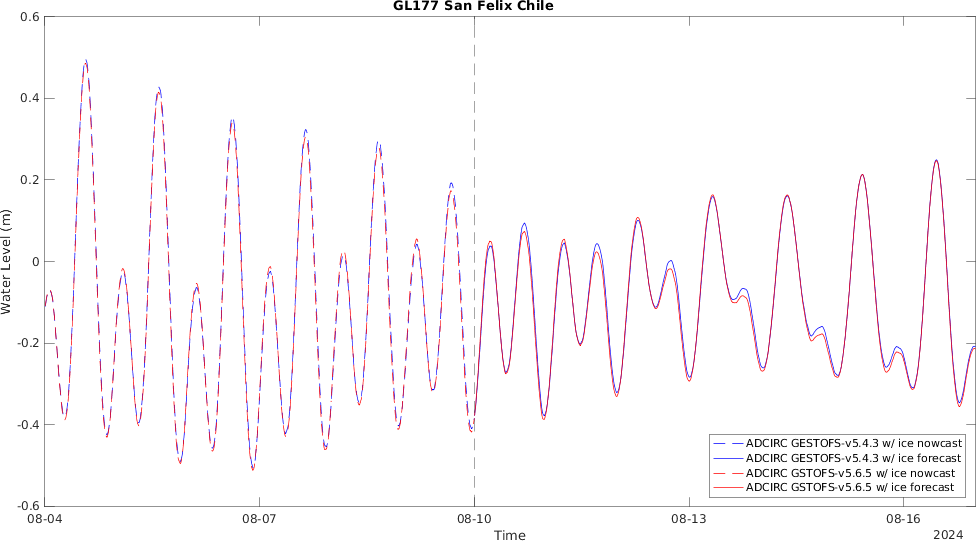 GL177 San Felix Chile
0.6
0.4
0.2
0
-0.2
-0.4
-0.6
Water Level (m)
ADCIRC GESTOFS-v5.4.3 w/ ice nowcast
ADCIRC GESTOFS-v5.4.3 w/ ice forecast
ADCIRC GSTOFS-v5.6.5 w/ ice nowcast
ADCIRC GSTOFS-v5.6.5 w/ ice forecast
08-04 08-07 08-10 08-13 08-16
Time
2024